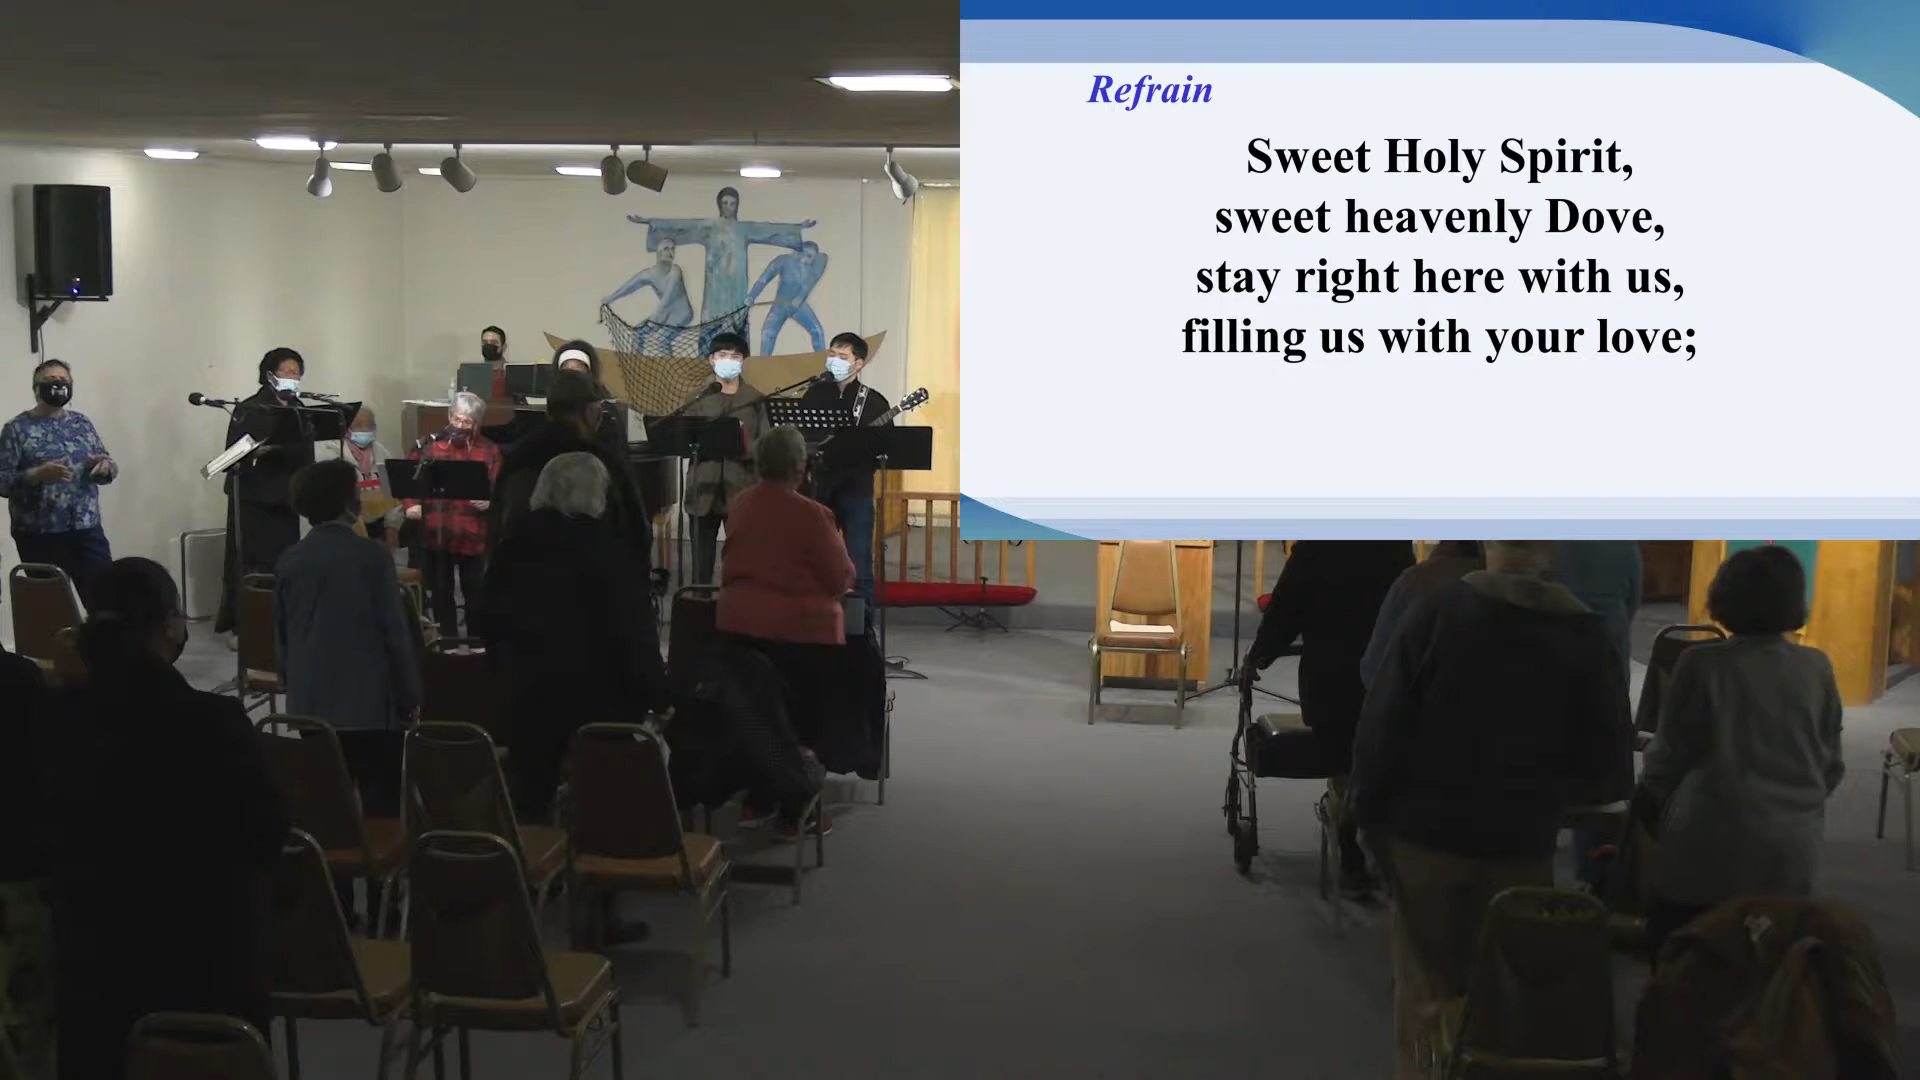 Refrain
Sweet Holy Spirit,
sweet heavenly Dove,
stay right here with us,
filling us with your love;